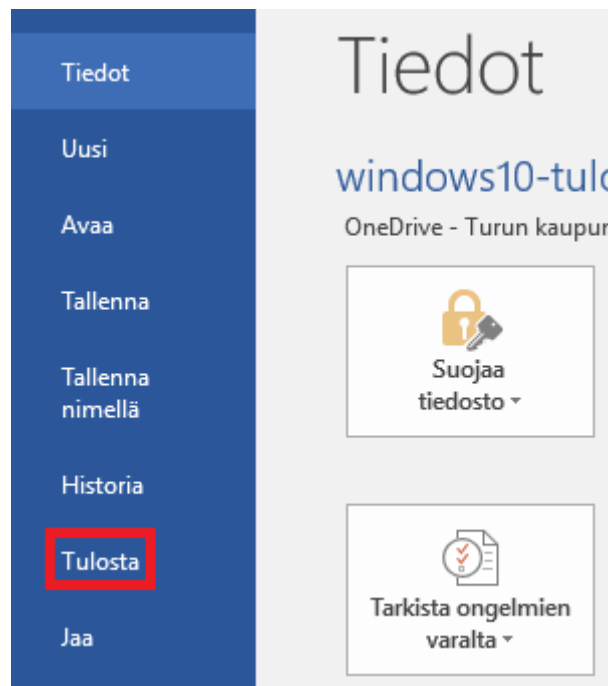 Tiedot
Uusi
Avaa
Tallenna
Tallenna
nimellä
Historia
Tulosta
Jaa
Tiedot
windows10-tulo
OneDrive - Turun kaupun
Suojaa
tiedosto
Tarkista ongelmien
varalta